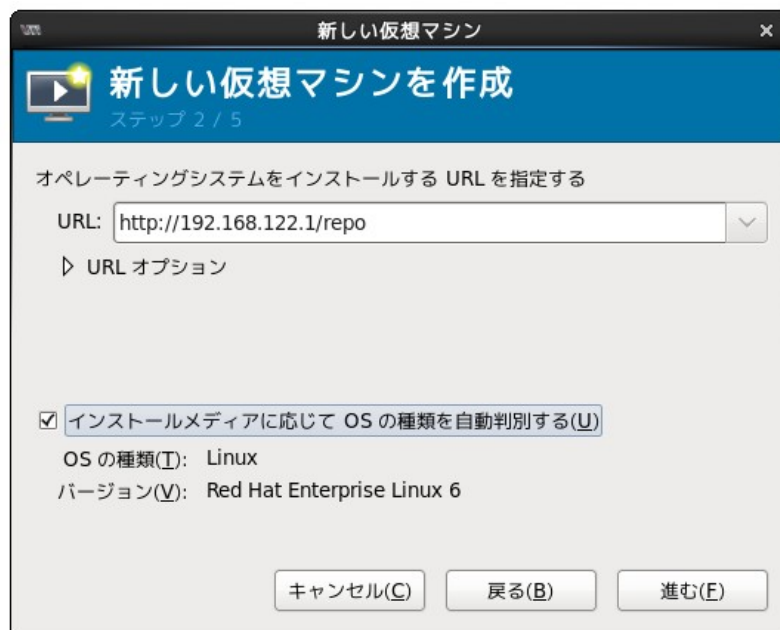 新しい仮想マシン
新しい仮想マシンを作成
ステップ 2 / 5
オペレーティングシステムをインストールする URL を指定する
URL: http://192.168.122.1/repo
URL オプション
インストールメディアに応じて OS の種類を自動判別する(U)
OS の種類(T): Linux
バージョン(V): Red Hat Enterprise Linux 6
キャンセル(C) 戻る(B) 進む(F)